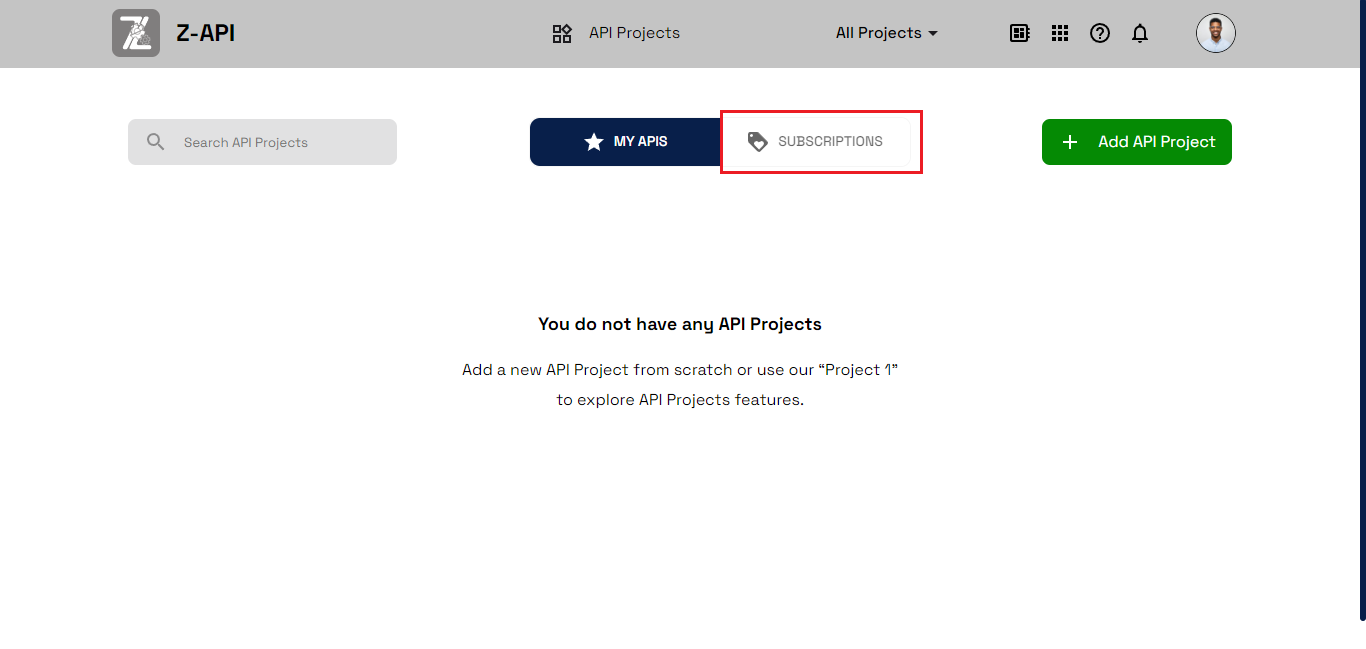 Z-API
API Projects
All Projects
Search API Projects
MY APIS
SUBSCRIPTIONS
Add API Project
You do not have any API Projects
Add a new API Project from scratch or use our “Project 1”
to explore API Projects features.